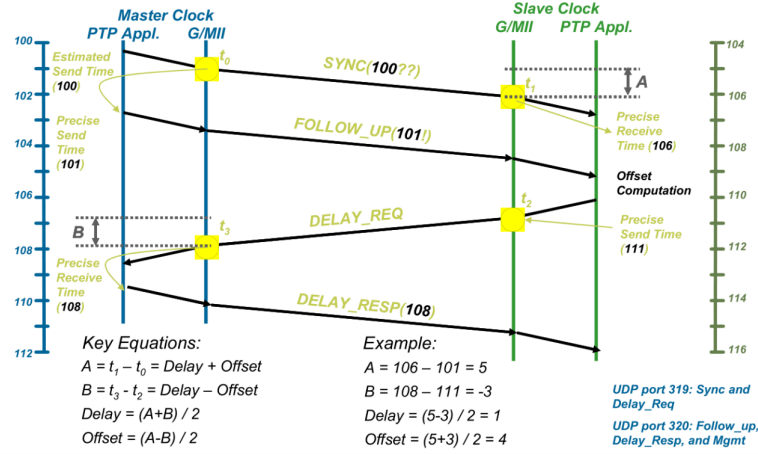 Master Clock
Slave Clock
PTP Appl.
G/MII
G/MII
PTP Appl.
100
102
104
106
108
110
112
104
106
108
110
112
114
116
Estimated
Send Time
(100)
t0
SYNC(100??)
t1
A
Precise
Send
Time
(101)
FOLLOW_UP(101!)
Precise
Receive
Time (106)
Offset
Computation
B
t3
DELAY_REQ
t2
Precise
Send Time
(111)
Precise
Receive
Time
(108)
DELAY_RESP(108)
Key Equations:
A = t1 – t0 = Delay + Offset
B = t3 - t2 = Delay – Offset
Delay = (A+B) / 2
Offset = (A-B) / 2
Example:
A = 106 – 101 = 5
B = 108 – 111 = -3
Delay = (5-3) / 2 = 1
Offset = (5+3) / 2 = 4
UDP port 319: Sync and
Delay_Req
UDP port 320: Follow_up,
Delay_Resp, and Mgmt